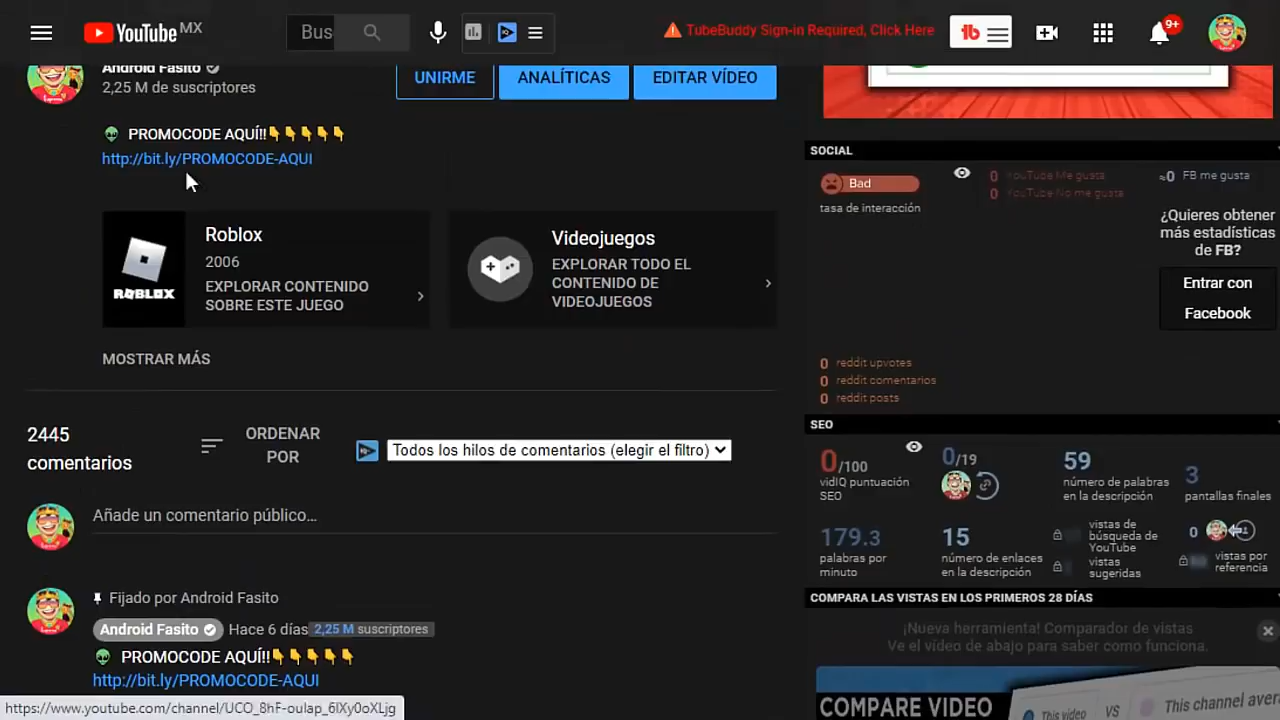 YouTube MX
Bus
TubeBuddy Sign-in Required, Click Here
9+
Android Fasito
2,25 M de suscriptores
UNIRME
ANALÍTICAS
EDITAR VÍDEO
👽 PROMOCODE AQUÍ!!👇👇👇👇👇
http://bit.ly/PROMOCODE-AQUI
ROBLOX
Roblox
2006
EXPLORAR CONTENIDO
SOBRE ESTE JUEGO
Videojuegos
EXPLORAR TODO EL
CONTENIDO DE
VIDEOJUEGOS
MOSTRAR MÁS
2445
comentarios
ORDENAR
POR
Todos los hilos de comentarios (elegir el filtro)
Añade un comentario público...
Fijado por Android Fasito
Android Fasito
Hace 6 días
2,25 M suscriptores
👽 PROMOCODE AQUÍ!!👇👇👇👇👇
http://bit.ly/PROMOCODE-AQUI
https://www.youtube.com/channel/UCO_8hF-oulap_6lXy0oXLjg
SOCIAL
Bad
tasa de interacción
0 YouTube Me gusta
0 YouTube No me gusta
≈0 FB me gusta
¿Quieres obtener
más estadísticas
de FB?
Entrar con
Facebook
0 reddit upvotes
0 reddit comentarios
0 reddit posts
SEO
0/100
vidIQ puntuación
SEO
0/19
59
número de palabras
en la descripción
3
pantallas finales
179.3
palabras por
minuto
15
número de enlaces
en la descripción
vistas de
búsqueda de
YouTube
vistas
sugeridas
0
vistas por
referencia
COMPARA LAS VISTAS EN LOS PRIMEROS 28 DÍAS
¡Nueva herramienta! Comparador de vistas
Ve el vídeo de abajo para saber como funciona.
COMPARE VIDEO
This video
VS
This channel aver